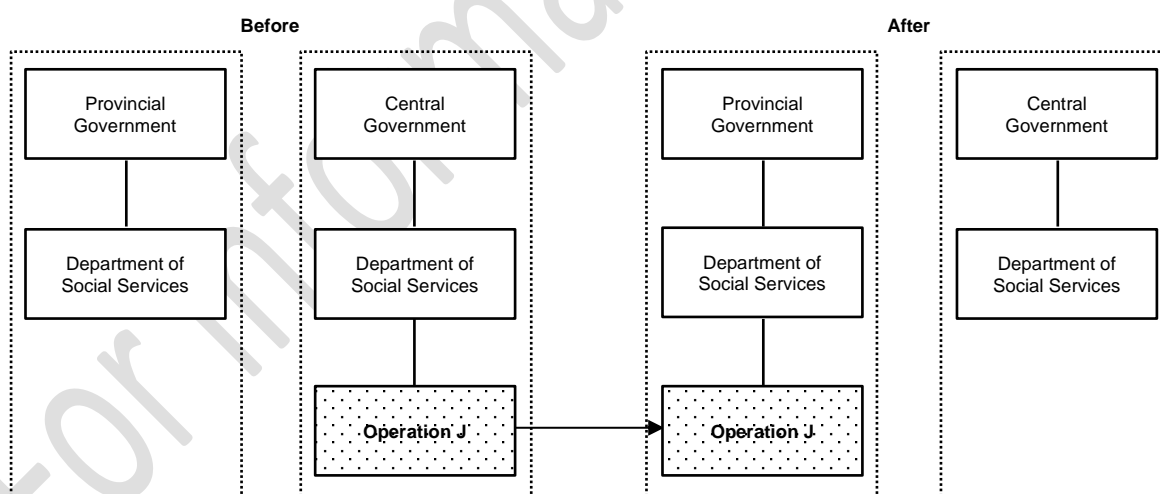 Before
After
Provincial
Government
Central
Government
Provincial
Government
Central
Government
Department of
Social Services
Department of
Social Services
Department of
Social Services
Department of
Social Services
Operation J
Operation J
For